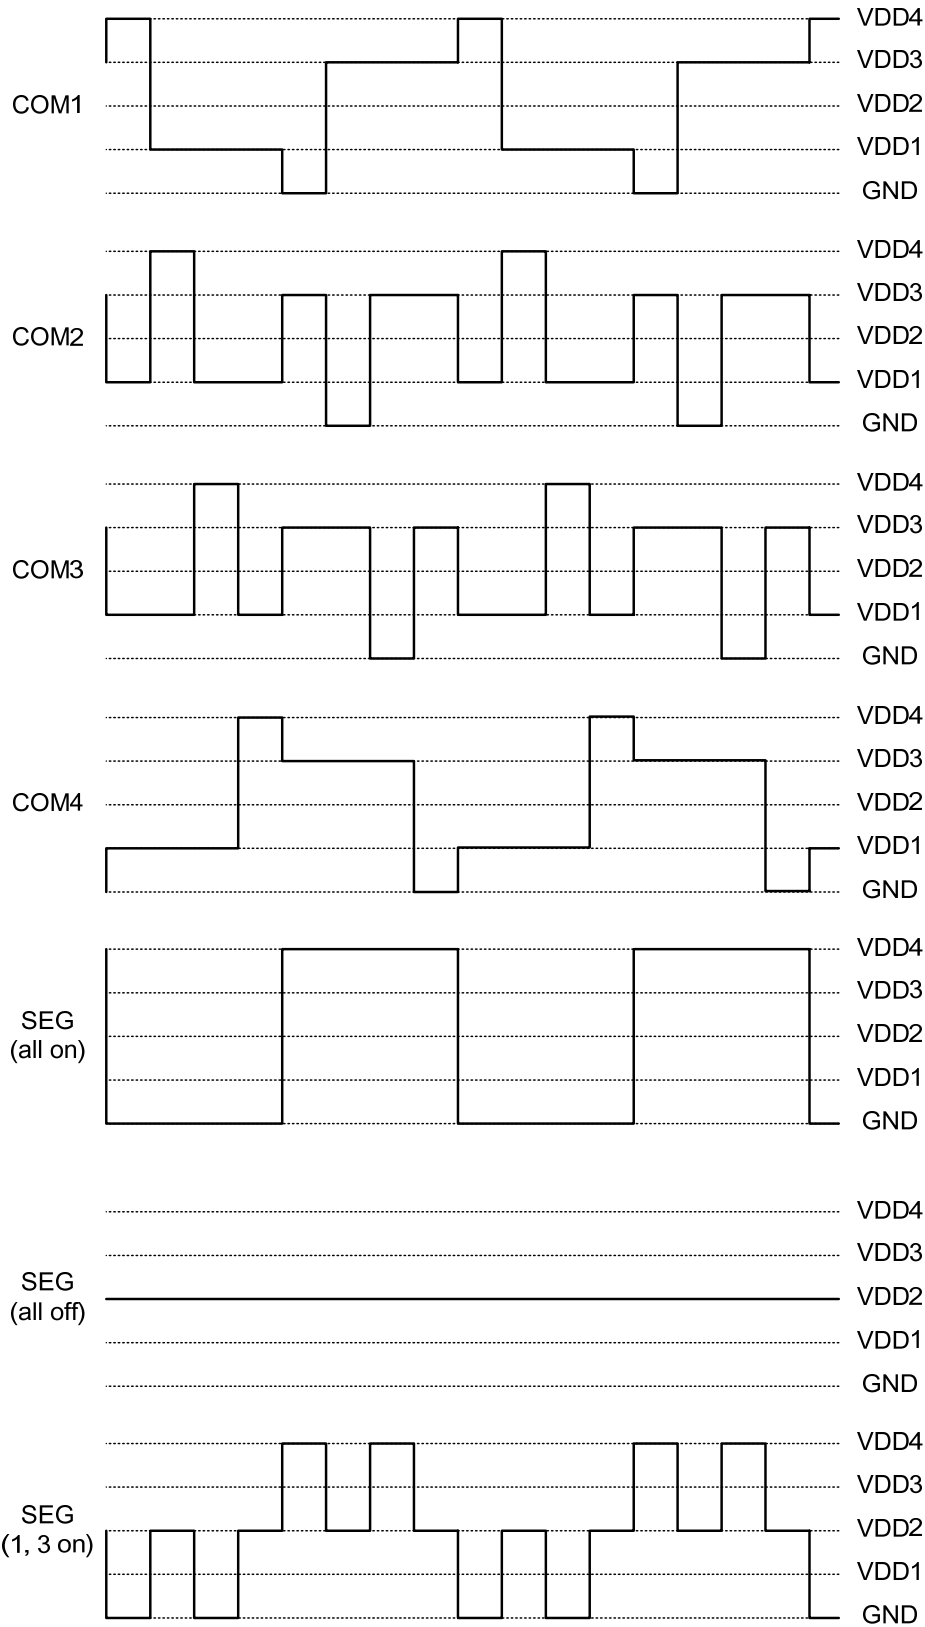 VDD4
VDD3
COM1
VDD2
VDD1
GND
VDD4
VDD3
COM2
VDD2
VDD1
GND
VDD4
VDD3
COM3
VDD2
VDD1
GND
VDD4
VDD3
COM4
VDD2
VDD1
GND
VDD4
VDD3
SEG
(all on)
VDD2
VDD1
GND
VDD4
VDD3
SEG
(all off)
VDD2
VDD1
GND
VDD4
VDD3
SEG
(1, 3 on)
VDD2
VDD1
GND